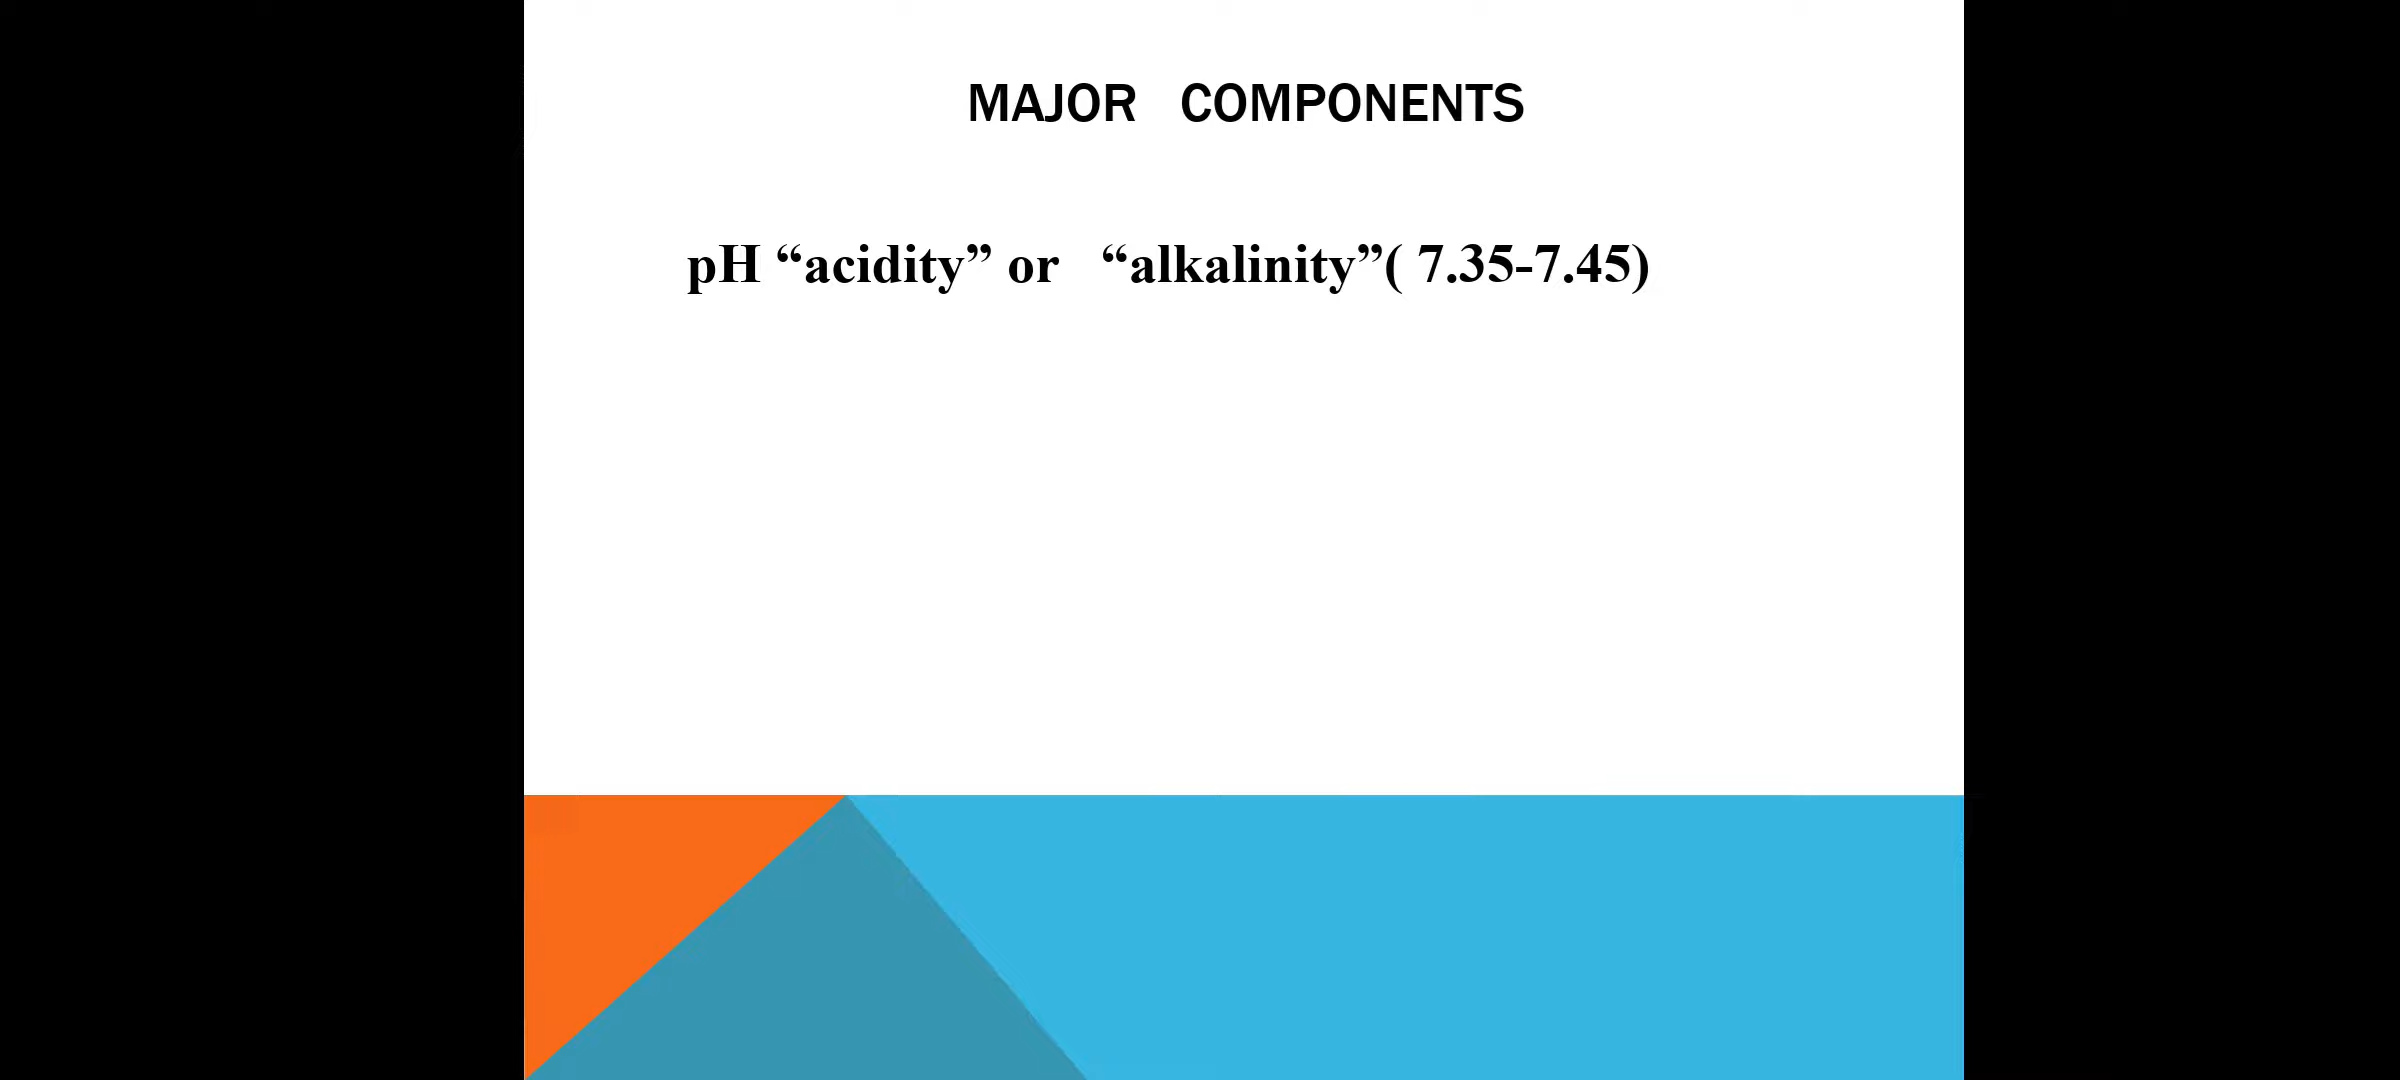 MAJOR COMPONENTS
pH “acidity” or “alkalinity”( 7.35-7.45)